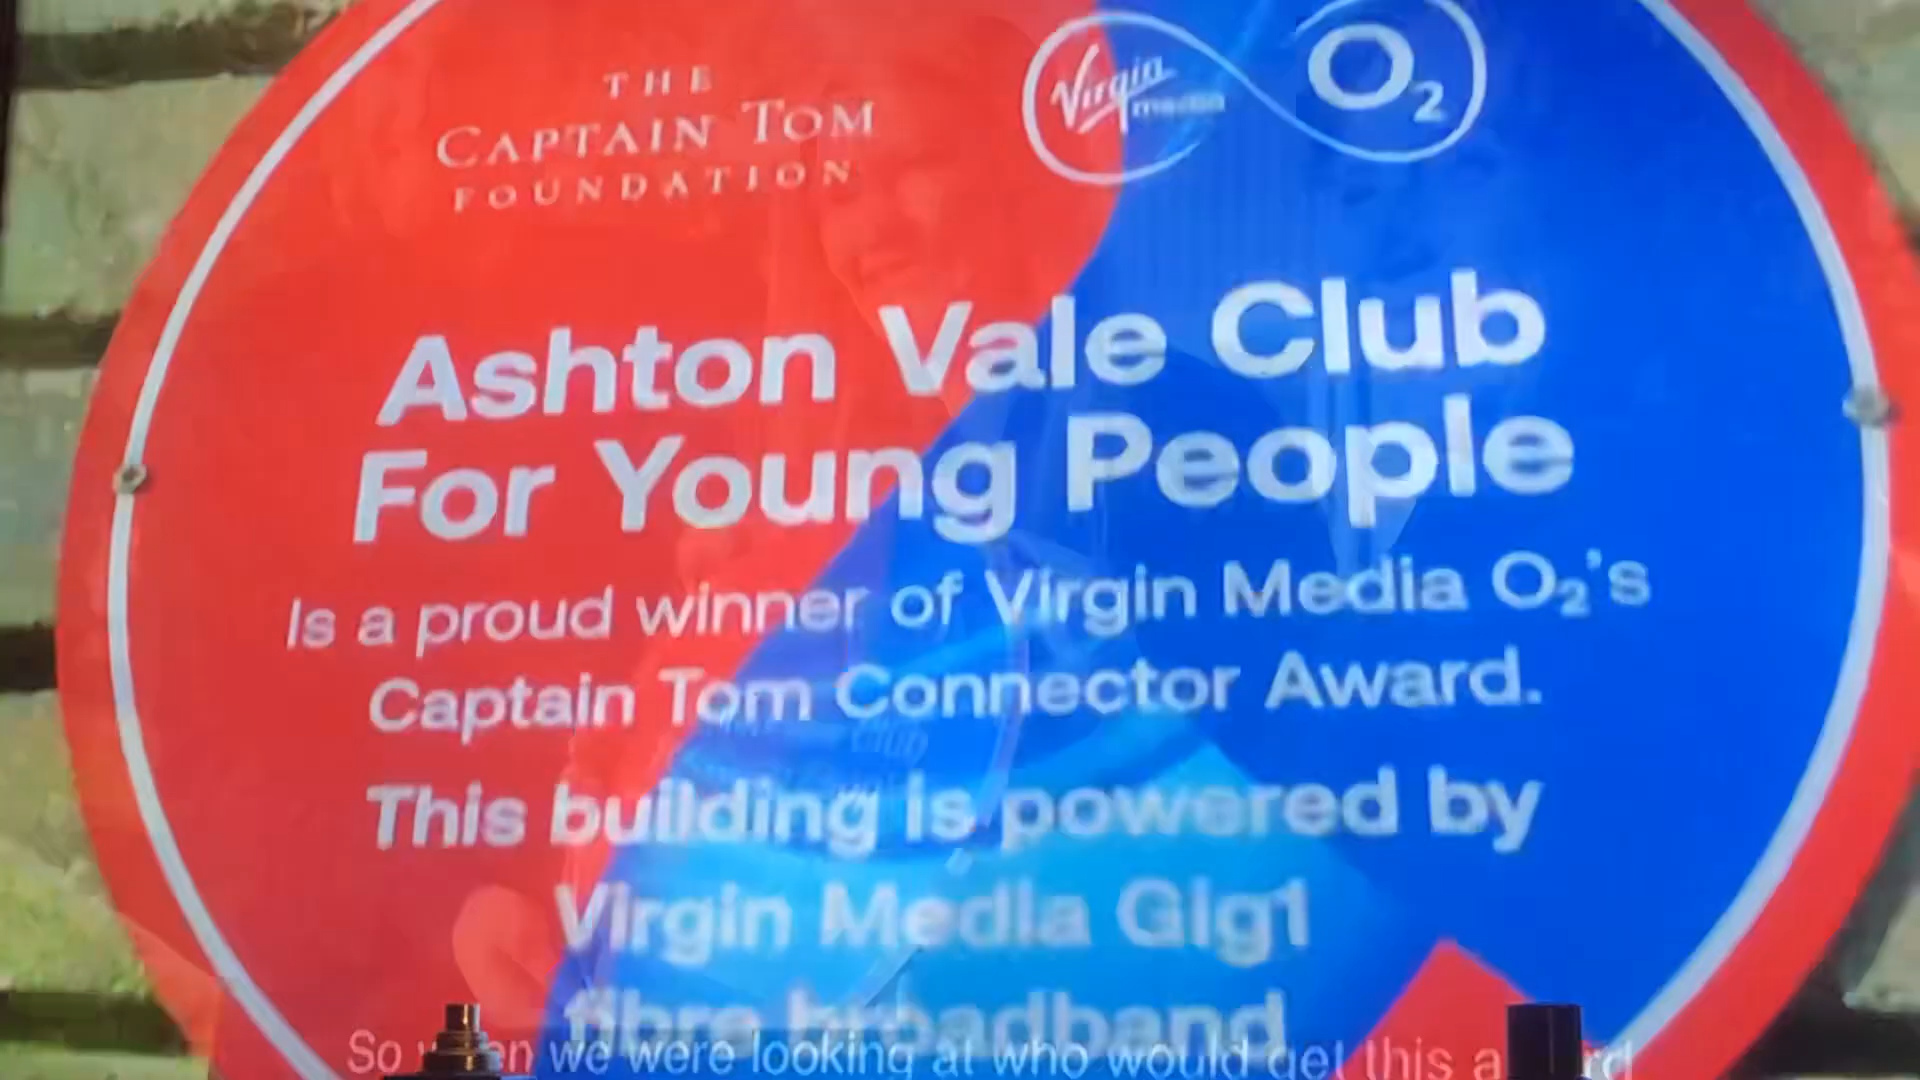 THE
CAPTAIN TOM
FOUNDATION
Virgin media O2
Ashton Vale Club
For Young People
Is a proud winner of Virgin Media O2's
Captain Tom Connector Award.
This building is powered by
Virgin Media Gig1
fibre broadband
Club
So we were looking at who would get this